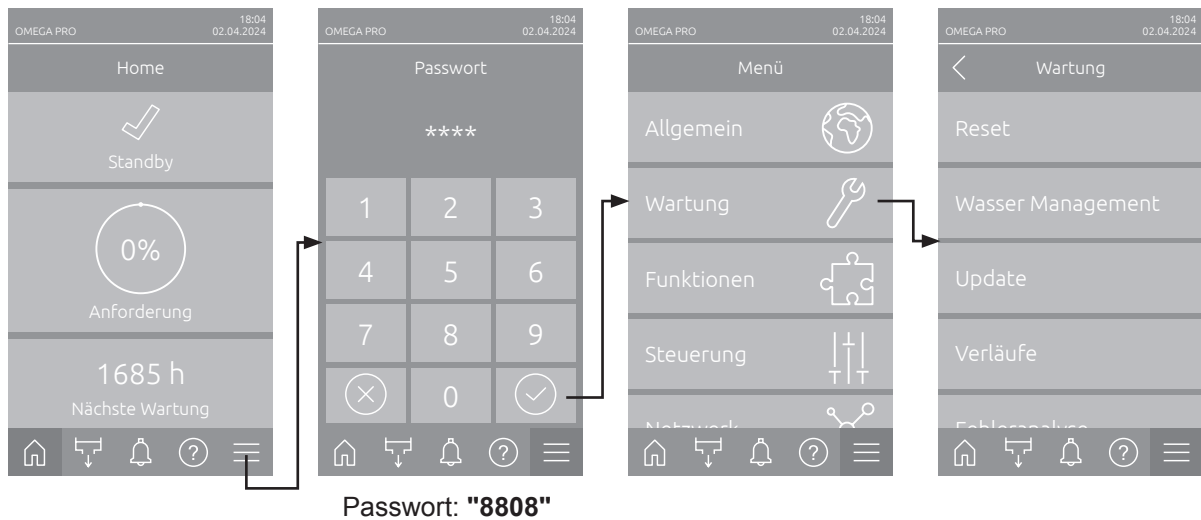 18:04
OMEGA PRO 02.04.2024
Home
Standby
0%
Anforderung
1685 h
Nächste Wartung
?
18:04
OMEGA PRO 02.04.2024
Passwort
****
1 2 3
4 5 6
7 8 9
0
?
Passwort: "8808"
18:04
OMEGA PRO 02.04.2024
Menü
Allgemein
Wartung
Funktionen
Steuerung
Netzwerk
?
18:04
OMEGA PRO 02.04.2024
Wartung
Reset
Wasser Management
Update
Verläufe
Fehleranalyse
?